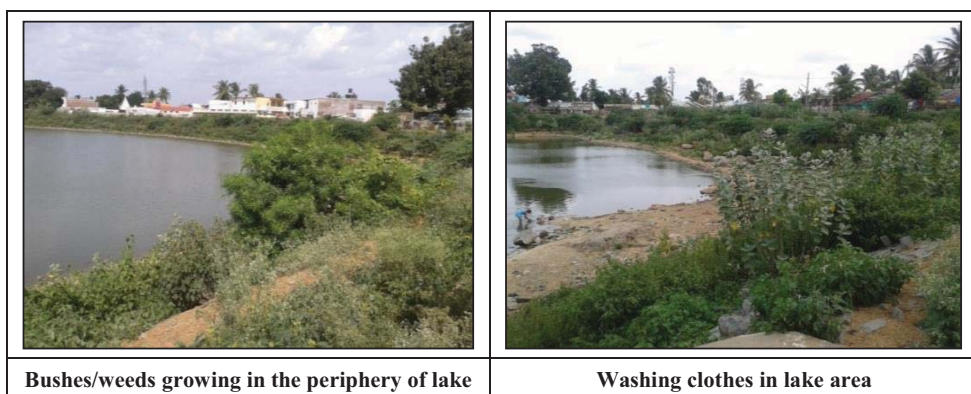 Bushes/weeds growing in the periphery of lake
Washing clothes in lake area